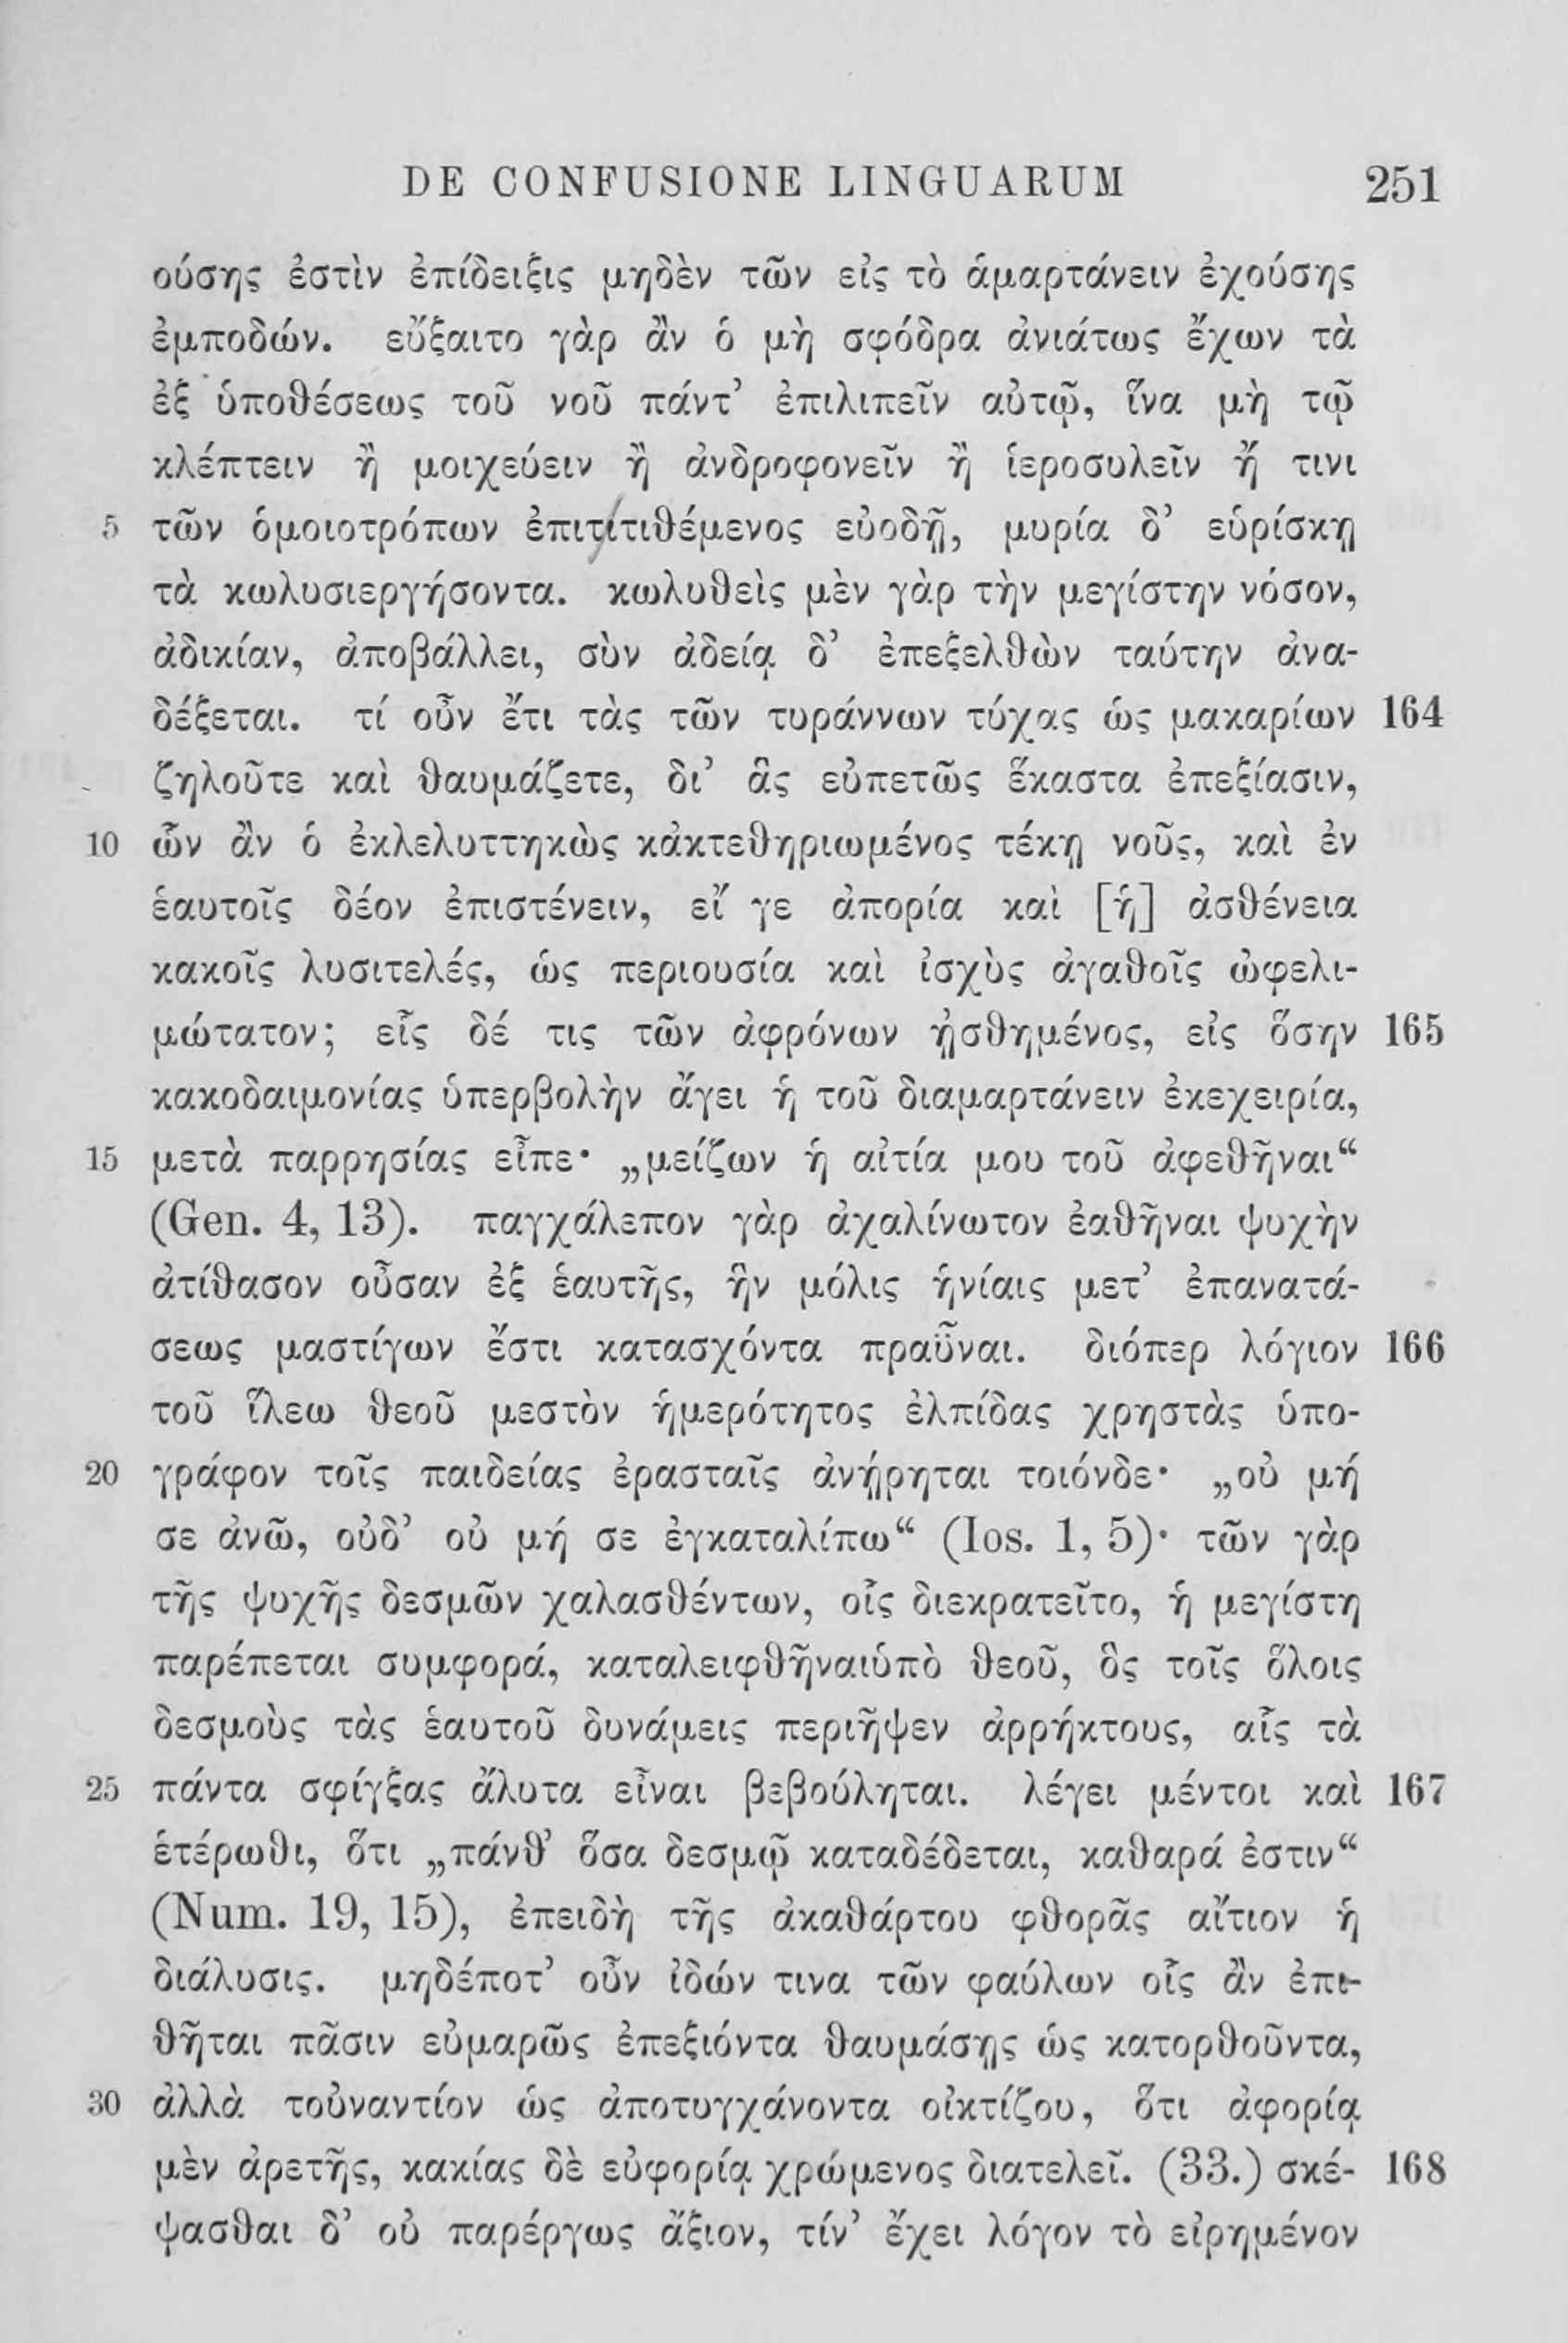 DE CONFUSIONE LINGUARUM 251
ούσης ἐστὶν ἐπίδειξις μηδὲν τῶν εἰς τὸ ἁμαρτάνειν ἐχούσης
ἐμποδών. εὔξαιτο γὰρ ἂν ὁ μὴ σφόδρα ἀνιάτως ἔχων τὰ
ἐξ ὑποθέσεως τοῦ νοῦ πάντ’ ἐπιλιπεῖν αὐτῷ, ἵνα μὴ τῷ
κλέπτειν ἢ μοιχεύειν ἢ ἀνδροφονεῖν ἢ ἱεροσυλεῖν ἤ τινι
5 τῶν ὁμοιοτρόπων ἐπιτιτιθέμενος εὐοδῇ, μυρία δ’ εὑρίσκῃ
τὰ κωλυσιεργήσοντα. κωλυθεὶς μὲν γὰρ τὴν μεγίστην νόσον,
ἀδικίαν, ἀποβάλλει, σὺν ἀδείᾳ δ’ ἐπεξελθὼν ταύτην ἀνα-
δέξεται. τί οὖν ἔτι τὰς τῶν τυράννων τύχας ὡς μακαρίων 164
ζηλοῦτε καὶ θαυμάζετε, δι’ ἃς εὐπετῶς ἕκαστα ἐπεξίασιν,
10 ὧν ἂν ὁ ἐκλελυττηκὼς κἀκτεθηριωμένος τέκῃ νοῦς, καὶ ἐν
ἑαυτοῖς δέον ἐπιστένειν, εἴ γε ἀπορία καὶ [ἡ] ἀσθένεια
κακοῖς λυσιτελές, ὡς περιουσία καὶ ἰσχὺς ἀγαθοῖς ὠφελι-
μώτατον; εἷς δέ τις τῶν ἀφρόνων ᾐσθημένος, εἰς ὅσην 165
κακοδαιμονίας ὑπερβολὴν ἄγει ἡ τοῦ διαμαρτάνειν ἐκεχειρία,
15 μετὰ παρρησίας εἶπε· „μείζων ἡ αἰτία μου τοῦ ἀφεθῆναι“
(Gen. 4, 13). παγχάλεπον γὰρ ἀχαλίνωτον ἐαθῆναι ψυχὴν
ἀτίθασον οὖσαν ἐξ ἑαυτῆς, ἣν μόλις ἡνίαις μετ’ ἐπανατά-
σεως μαστίγων ἔστι κατασχόντα πραῧναι. διόπερ λόγιον 166
τοῦ ἵλεω θεοῦ μεστὸν ἡμερότητος ἐλπίδας χρηστὰς ὑπο-
20 γράφον τοῖς παιδείας ἐρασταῖς ἀνῄρηται τοιόνδε· „οὐ μή
σε ἀνῶ, οὐδ’ οὐ μή σε ἐγκαταλίπω“ (Ios. 1, 5)· τῶν γὰρ
τῆς ψυχῆς δεσμῶν χαλασθέντων, οἷς διεκρατεῖτο, ἡ μεγίστη
παρέπεται συμφορά, καταλειφθῆναιὑπὸ θεοῦ, ὃς τοῖς ὅλοις
δεσμοὺς τὰς ἑαυτοῦ δυνάμεις περιῆψεν ἀρρήκτους, αἷς τὰ
25 πάντα σφίγξας ἄλυτα εἶναι βεβούληται. λέγει μέντοι καὶ 167
ἑτέρωθι, ὅτι „πάνθ’ ὅσα δεσμῷ καταδέδεται, καθαρά ἐστιν“
(Num. 19, 15), ἐπειδὴ τῆς ἀκαθάρτου φθορᾶς αἴτιον ἡ
διάλυσις. μηδέποτ’ οὖν ἰδών τινα τῶν φαύλων οἷς ἂν ἐπι-
θῆται πᾶσιν εὐμαρῶς ἐπεξιόντα θαυμάσῃς ὡς κατορθοῦντα,
30 ἀλλὰ τοὐναντίον ὡς ἀποτυγχάνοντα οἰκτίζου, ὅτι ἀφορίᾳ
μὲν ἀρετῆς, κακίας δὲ εὐφορίᾳ χρώμενος διατελεῖ. (33.) σκέ- 168
ψασθαι δ’ οὐ παρέργως ἄξιον, τίν’ ἔχει λόγον τὸ εἰρημένον